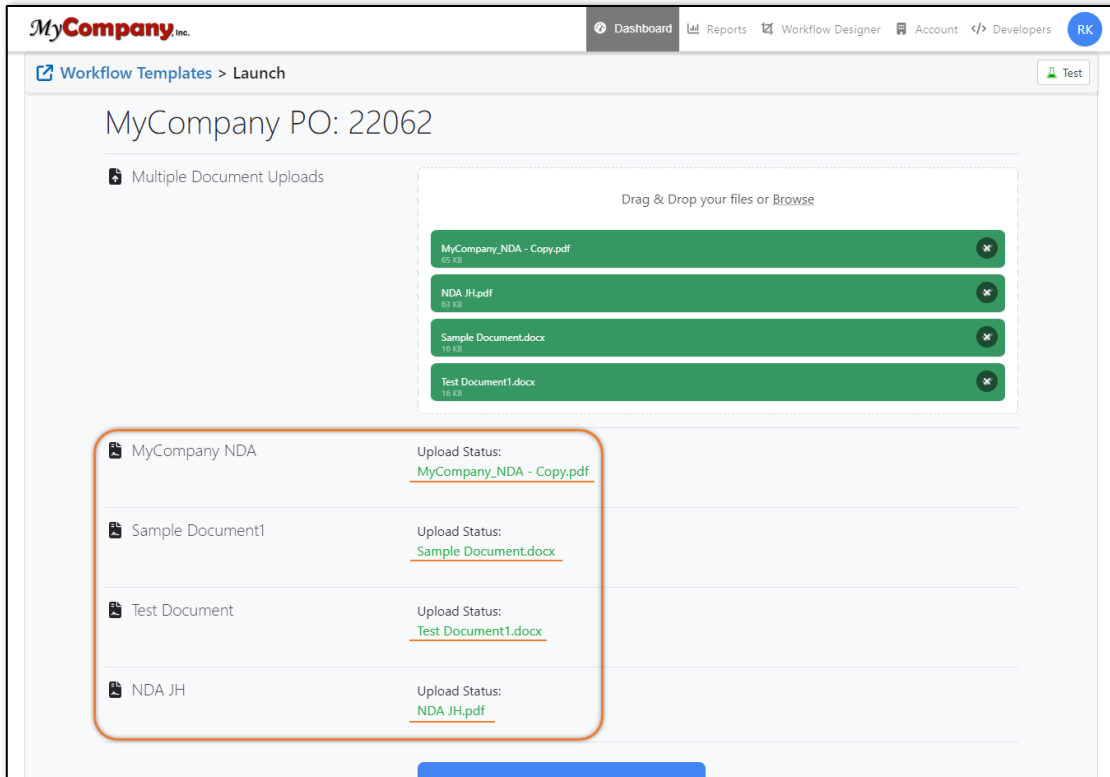 MyCompany, Inc.
Dashboard Reports Workflow Designer Account Developers RK
Workflow Templates > Launch
Test
MyCompany PO: 22062
Multiple Document Uploads
Drag & Drop your files or Browse
MyCompany_NDA - Copy.pdf
65 KB
NDA JH.pdf
63 KB
Sample Document.docx
16 KB
Test Document1.docx
16 KB
MyCompany NDA
Upload Status:
MyCompany_NDA - Copy.pdf
Sample Document1
Upload Status:
Sample Document.docx
Test Document
Upload Status:
Test Document1.docx
NDA JH
Upload Status:
NDA JH.pdf